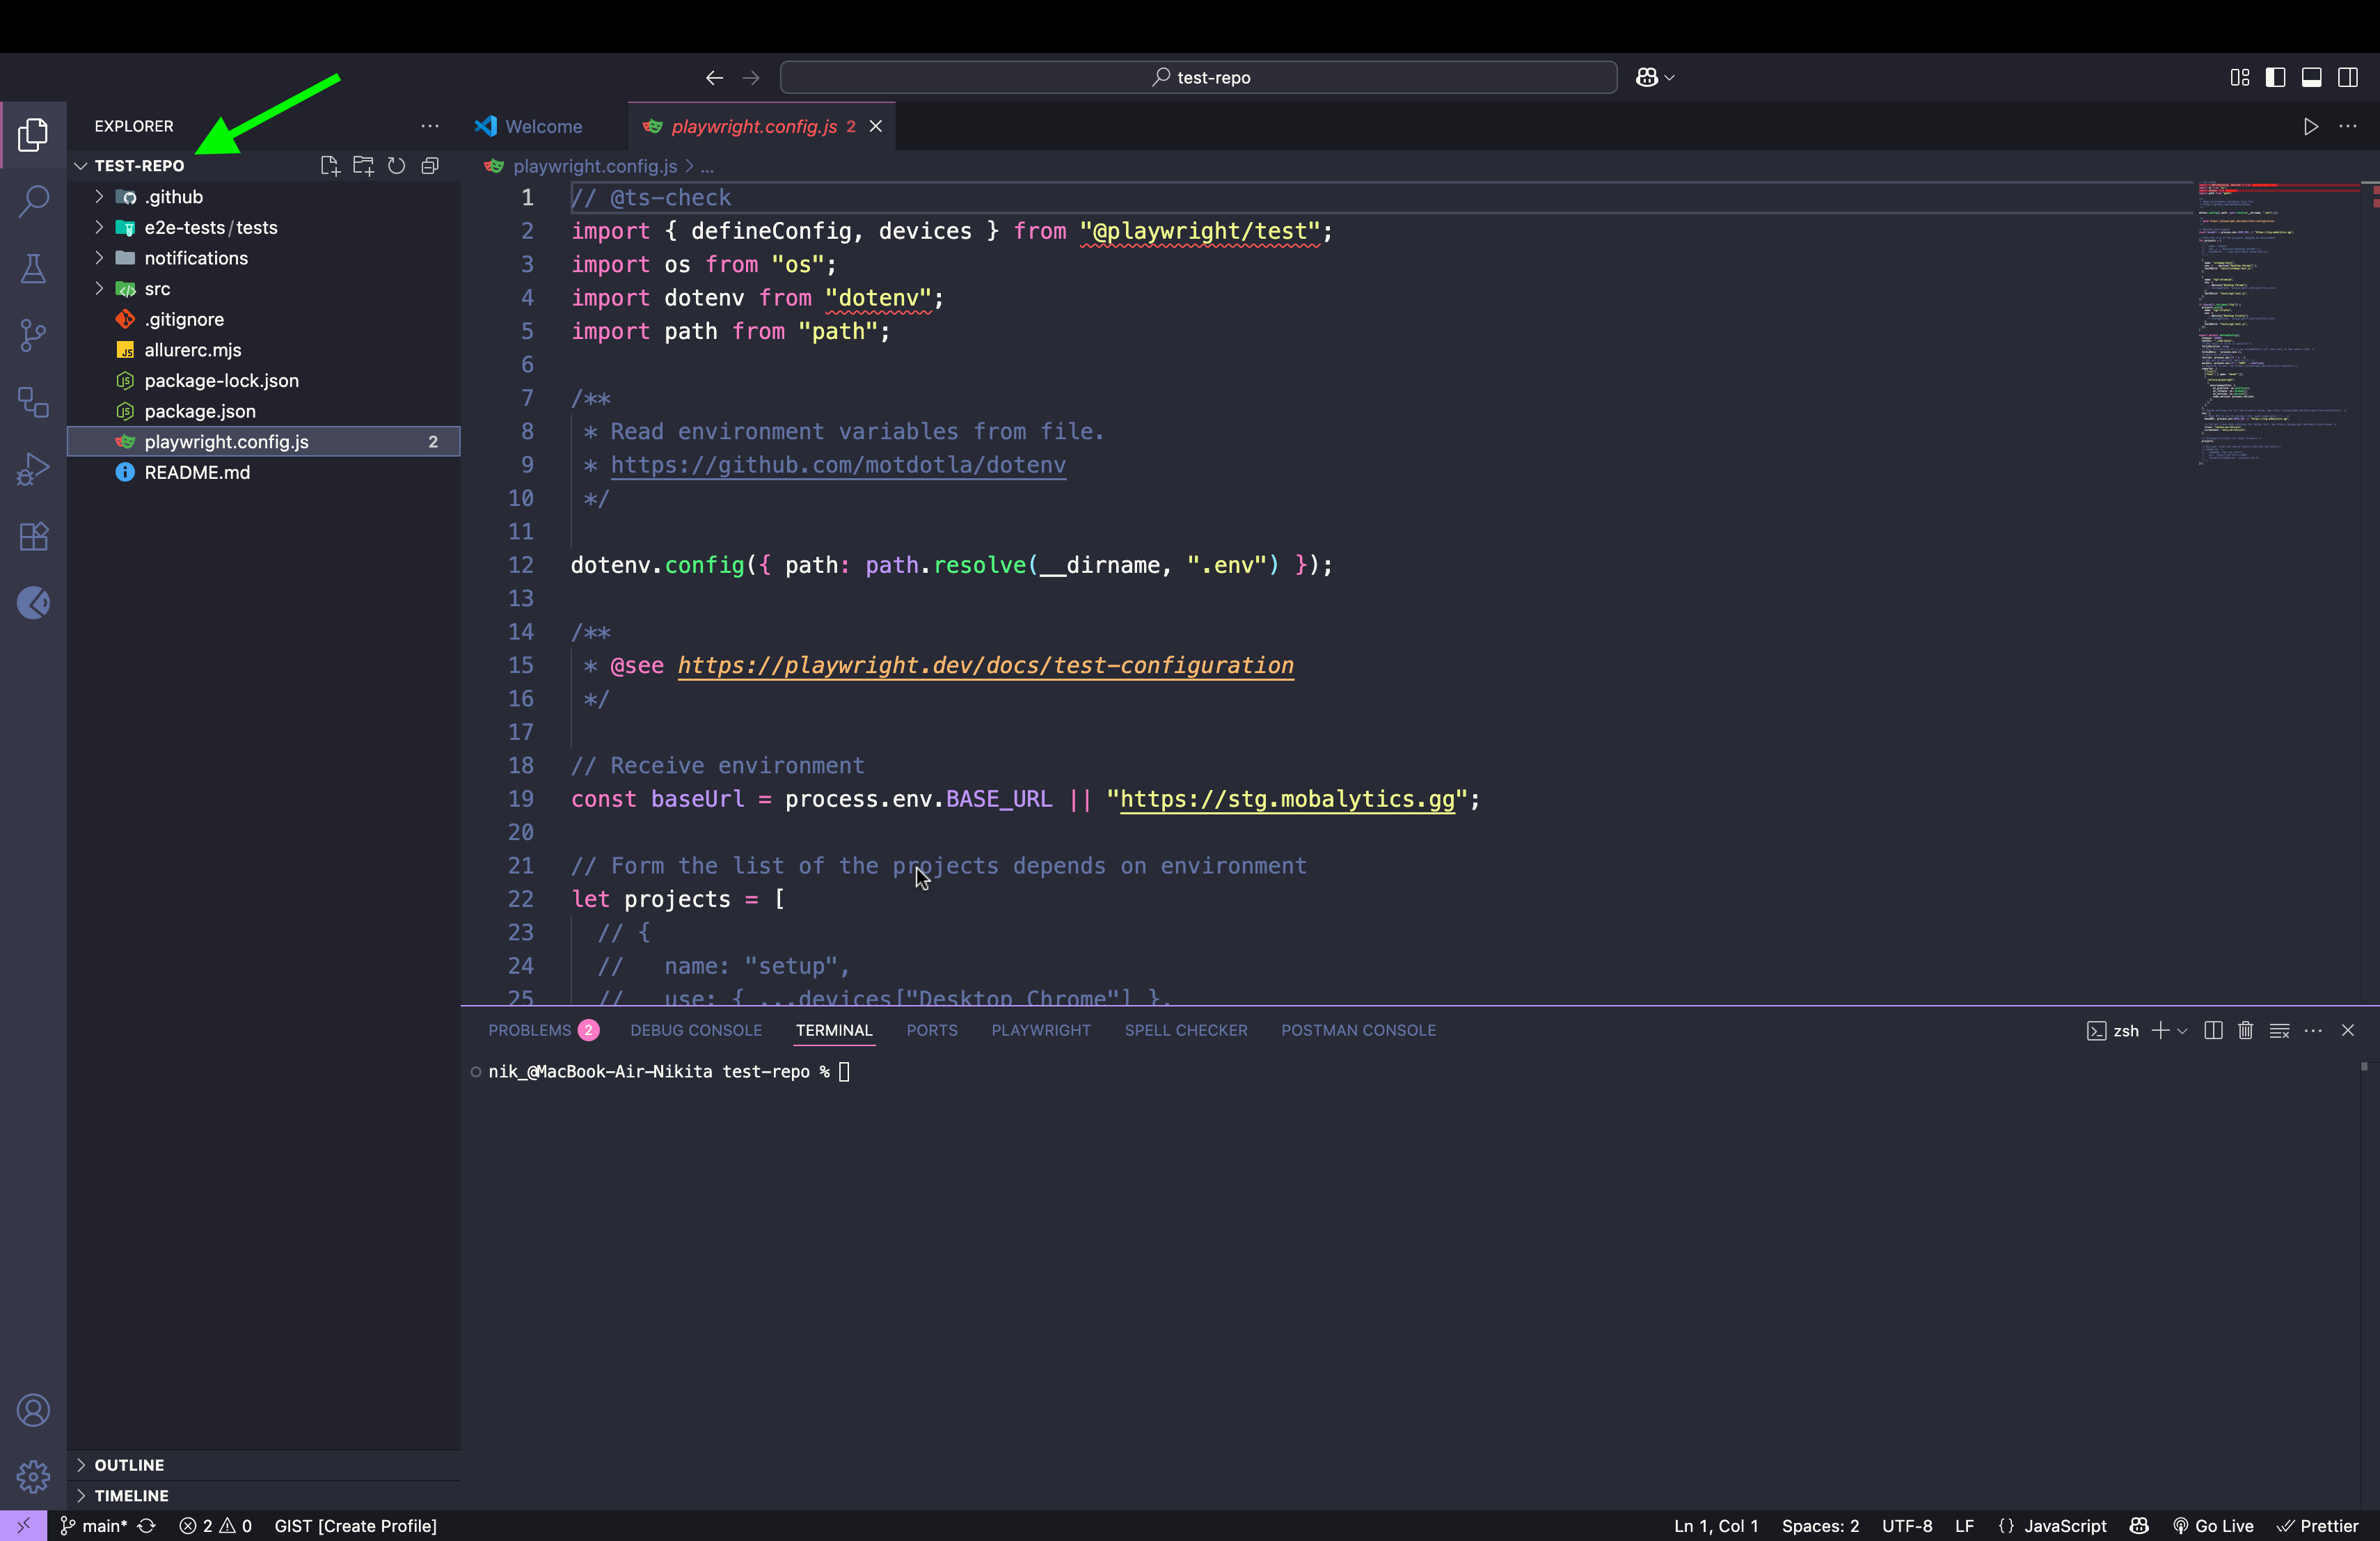 test-repo
EXPLORER
Welcome
playwright.config.js 2
TEST-REPO
playwright.config.js > ...
.github
e2e-tests/tests
notifications
src
.gitignore
allurerc.mjs
package-lock.json
package.json
playwright.config.js 2
README.md
1 // @ts-check
2 import { defineConfig, devices } from "@playwright/test";
3 import os from "os";
4 import dotenv from "dotenv";
5 import path from "path";
6
7 /**
8 * Read environment variables from file.
9 * https://github.com/motdotla/dotenv
10 */
11
12 dotenv.config({ path: path.resolve(__dirname, ".env") });
13
14 /**
15 * @see https://playwright.dev/docs/test-configuration
16 */
17
18 // Receive environment
19 const baseUrl = process.env.BASE_URL || "https://stg.mobalytics.gg";
20
21 // Form the list of the projects depends on environment
22 let projects = [
23 // {
24 //   name: "setup",
25 //   use: { ...devices["Desktop Chrome"] },
PROBLEMS 2 DEBUG CONSOLE TERMINAL PORTS PLAYWRIGHT SPELL CHECKER POSTMAN CONSOLE
zsh
nik_@MacBook-Air-Nikita test-repo %
OUTLINE
TIMELINE
main* 2 0 GIST [Create Profile]
Ln 1, Col 1 Spaces: 2 UTF-8 LF {} JavaScript Go Live Prettier